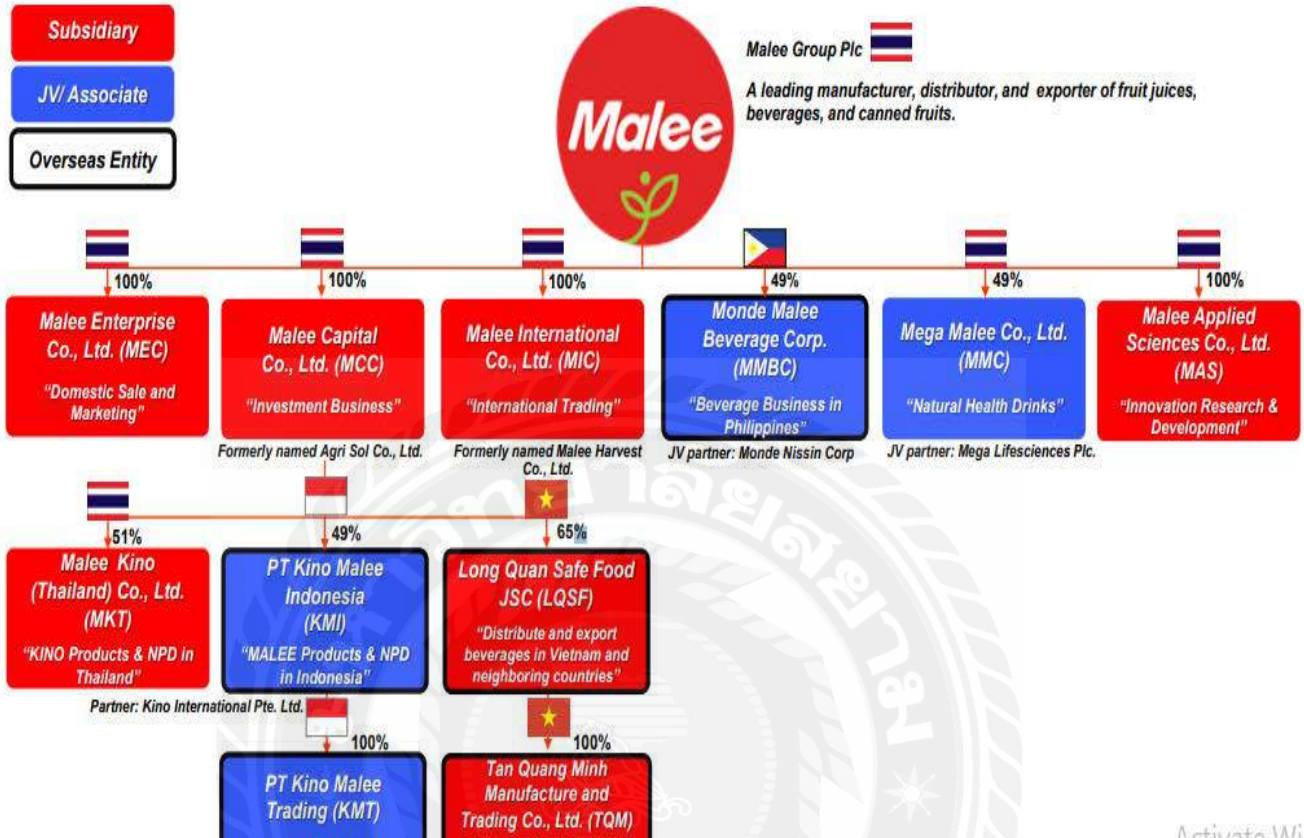 Subsidiary
JV/ Associate
Overseas Entity
Malee
Malee Group Plc
A leading manufacturer, distributor, and exporter of fruit juices,
beverages, and canned fruits.
100%
100%
100%
49%
49%
100%
Malee Enterprise
Co., Ltd. (MEC)
"Domestic Sale and
Marketing"
Malee Capital
Co., Ltd. (MCC)
"Investment Business"
Formerly named Agri Sol Co., Ltd.
Malee International
Co., Ltd. (MIC)
"International Trading"
Formerly named Malee Harvest
Co., Ltd.
Monde Malee
Beverage Corp.
(MMBC)
"Beverage Business in
Philippines"
JV partner: Monde Nissin Corp
Mega Malee Co., Ltd.
(MMC)
"Natural Health Drinks"
JV partner: Mega Lifesciences Plc.
Malee Applied
Sciences Co., Ltd.
(MAS)
"Innovation Research &
Development"
51%
49%
65%
Malee Kino
(Thailand) Co., Ltd.
(MKT)
"KINO Products & NPD in
Thailand"
PT Kino Malee
Indonesia
(KMI)
"MALEE Products & NPD
in Indonesia"
Partner: Kino International Pte. Ltd.
Long Quan Safe Food
JSC (LQSF)
"Distribute and export
beverages in Vietnam and
neighboring countries"
100%
100%
PT Kino Malee
Trading (KMT)
Tan Quang Minh
Manufacture and
Trading Co., Ltd. (TQM)